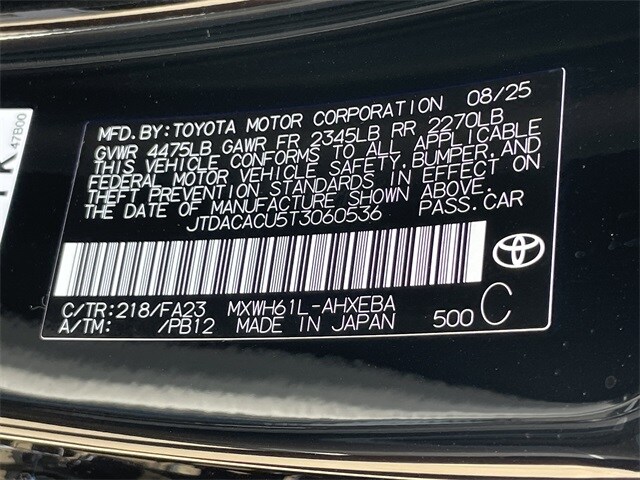 MFD. BY: TOYOTA MOTOR CORPORATION 08/25
GVWR 4475LB GAWR FR 2345LB RR 2270LB
THIS VEHICLE CONFORMS TO ALL APPLICABLE
FEDERAL MOTOR VEHICLE SAFETY, BUMPER, AND
THEFT PREVENTION STANDARDS IN EFFECT ON
THE DATE OF MANUFACTURE SHOWN ABOVE.
JTDACACU5T3060536 PASS. CAR
C/TR: 218/FA23 MXWH61L-AHXEBA
A/TM: /PB12 MADE IN JAPAN 500 C
47B00